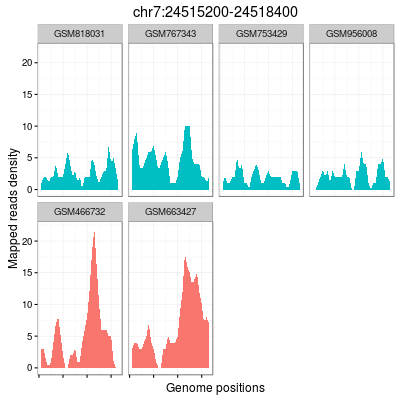 chr7:24515200-24518400
GSM818031 GSM767343 GSM753429 GSM956008
20
15
10
5
0
Mapped reads density
GSM466732 GSM663427
20
15
10
5
0
Genome positions